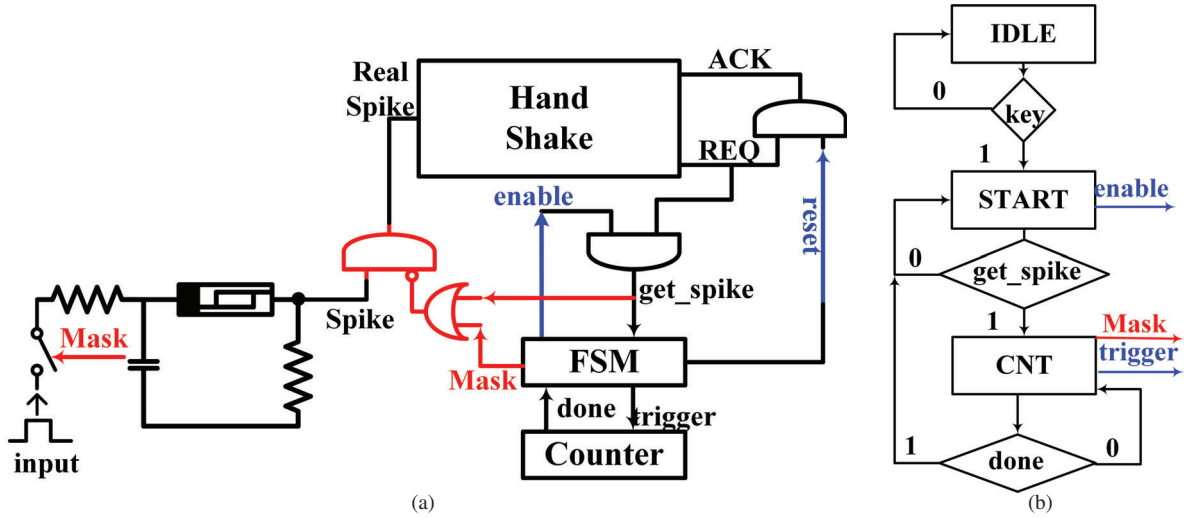 Real
Spike
Hand
Shake
ACK
REQ
enable
reset
get_spike
Spike
Mask
Mask
FSM
done
trigger
Counter
input
(a)
IDLE
0
key
1
START
enable
0
get_spike
1
Mask
trigger
CNT
1
done
0
(b)